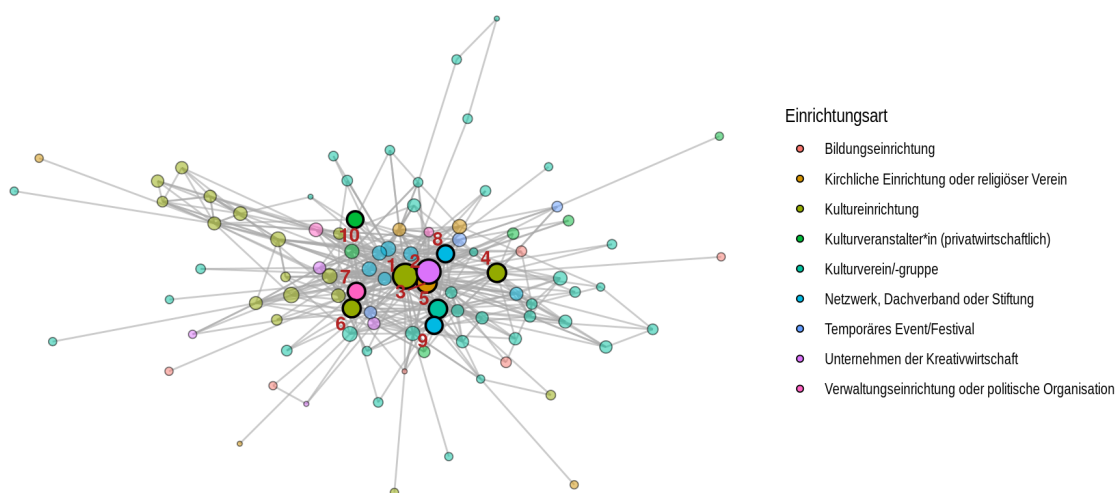 Einrichtungsart
Bildungseinrichtung
Kirchliche Einrichtung oder religiöser Verein
Kultureinrichtung
Kulturveranstalter*in (privatwirtschaftlich)
Kulturverein/-gruppe
Netzwerk, Dachverband oder Stiftung
Temporäres Event/Festival
Unternehmen der Kreativwirtschaft
Verwaltungseinrichtung oder politische Organisation
10
8
1
2
4
7
3
5
6
9